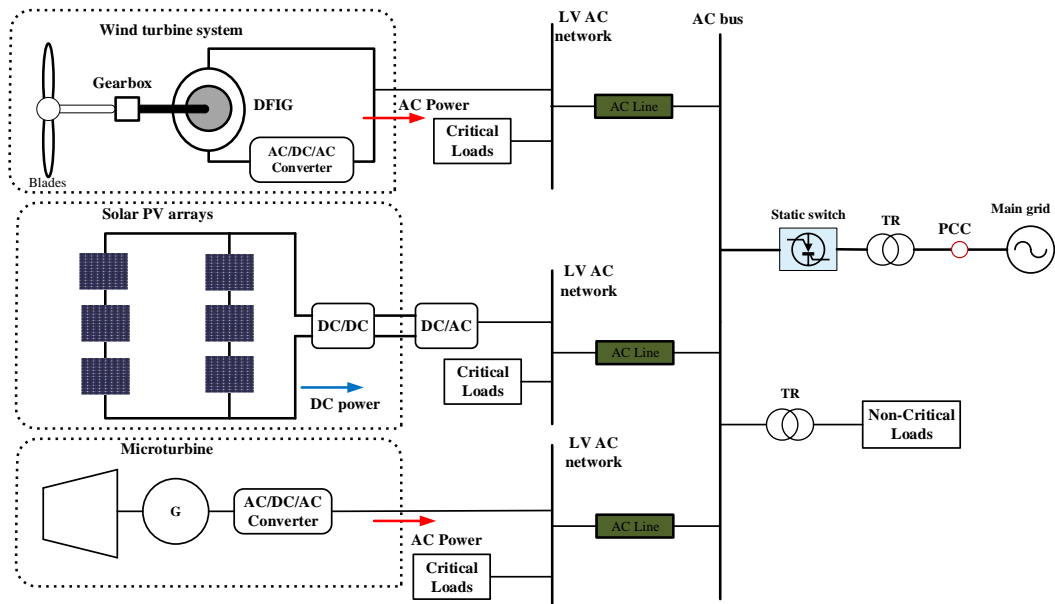 Wind turbine system
Gearbox
DFIG
AC/DC/AC
Converter
Blades
AC Power
Critical
Loads
LV AC
network
AC Line
AC bus
Solar PV arrays
DC/DC
DC/AC
DC power
Critical
Loads
LV AC
network
AC Line
Static switch
TR
PCC
Main grid
TR
Non-Critical
Loads
Microturbine
G
AC/DC/AC
Converter
AC Power
Critical
Loads
LV AC
network
AC Line